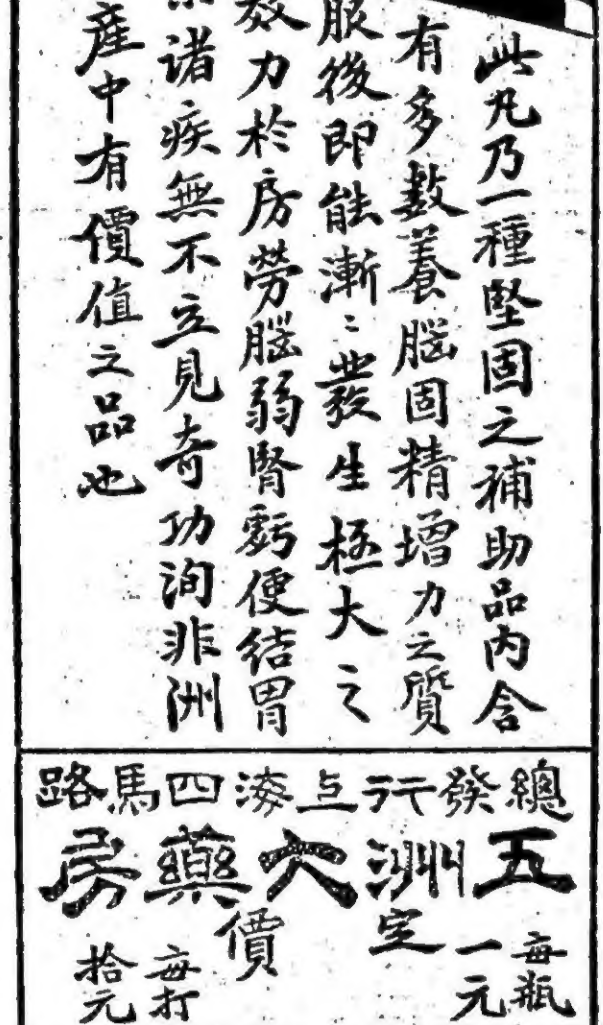 此丸乃一種堅固之補助品内含
有多數養腦固精增力之質
服後即能漸〻發生極大之
效力於房勞腦弱腎虧便結胃
諸疾無不立見奇功洵非洲
產中有價值之品也
總發行上海四馬路
五洲大藥房
定價
每瓶一元
每打拾元